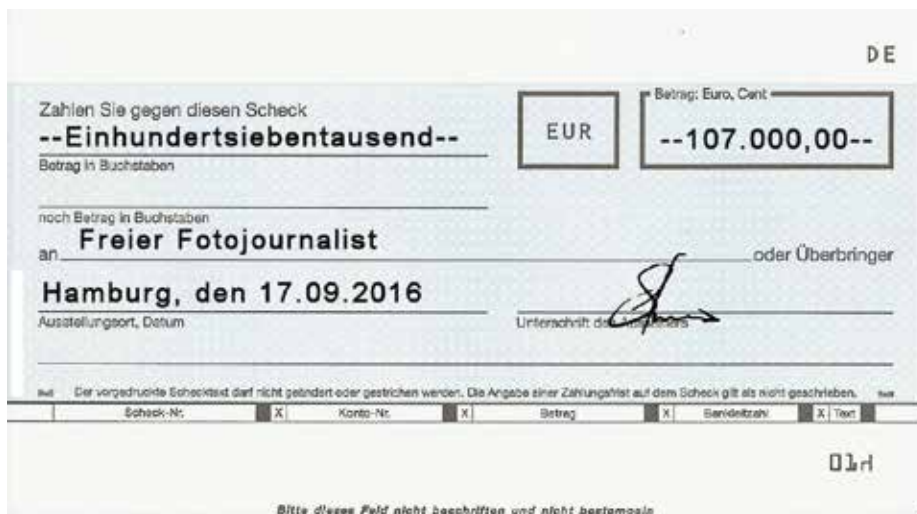 DE
Zahlen Sie gegen diesen Scheck
--Einhundertsiebentausend--
Betrag in Buchstaben
EUR
Betrag: Euro, Cent
--107.000,00--
noch Betrag in Buchstaben
an Freier Fotojournalist oder Überbringer
Hamburg, den 17.09.2016
Ausstellungsort, Datum
Unterschrift des Ausstellers
Der vorgedruckte Schecktext darf nicht geändert oder gestrichen werden. Die Angabe einer Zahlungsfrist auf dem Scheck gilt als nicht geschrieben.
Scheck-Nr. X Konto-Nr. X Betrag X Bankleitzahl X Text
Bitte dieses Feld nicht beschriften und nicht bestempeln